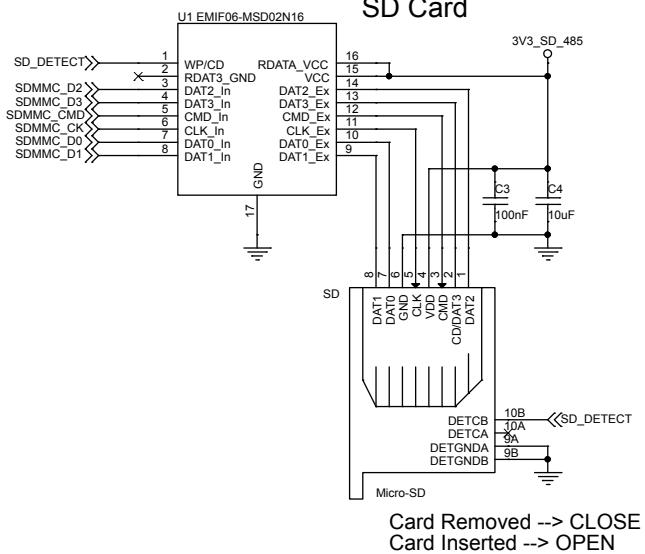 SD Card
U1 EMIF06-MSD02N16
3V3_SD_485
SD_DETECT 1 WP/CD RDATA_VCC 16
2 RDAT3_GND VCC 15
SDMMC_D2 3 DAT2_In DAT2_Ex 14
SDMMC_D3 4 DAT3_In DAT3_Ex 13
SDMMC_CMD 5 CMD_In CMD_Ex 12
SDMMC_CK 6 CLK_In CLK_Ex 11
SDMMC_D0 7 DAT0_In DAT0_Ex 10
SDMMC_D1 8 DAT1_In DAT1_Ex 9
GND
17
C3
100nF
C4
10uF
SD
8 7 6 5 4 3 2 1
DAT1 DAT0 GND CLK VDD CMD CD/DAT3 DAT2
DETCB 10B SD_DETECT
DETCA 10A
DETGNDA 9A
DETGNDB 9B
Micro-SD
Card Removed --> CLOSE
Card Inserted --> OPEN